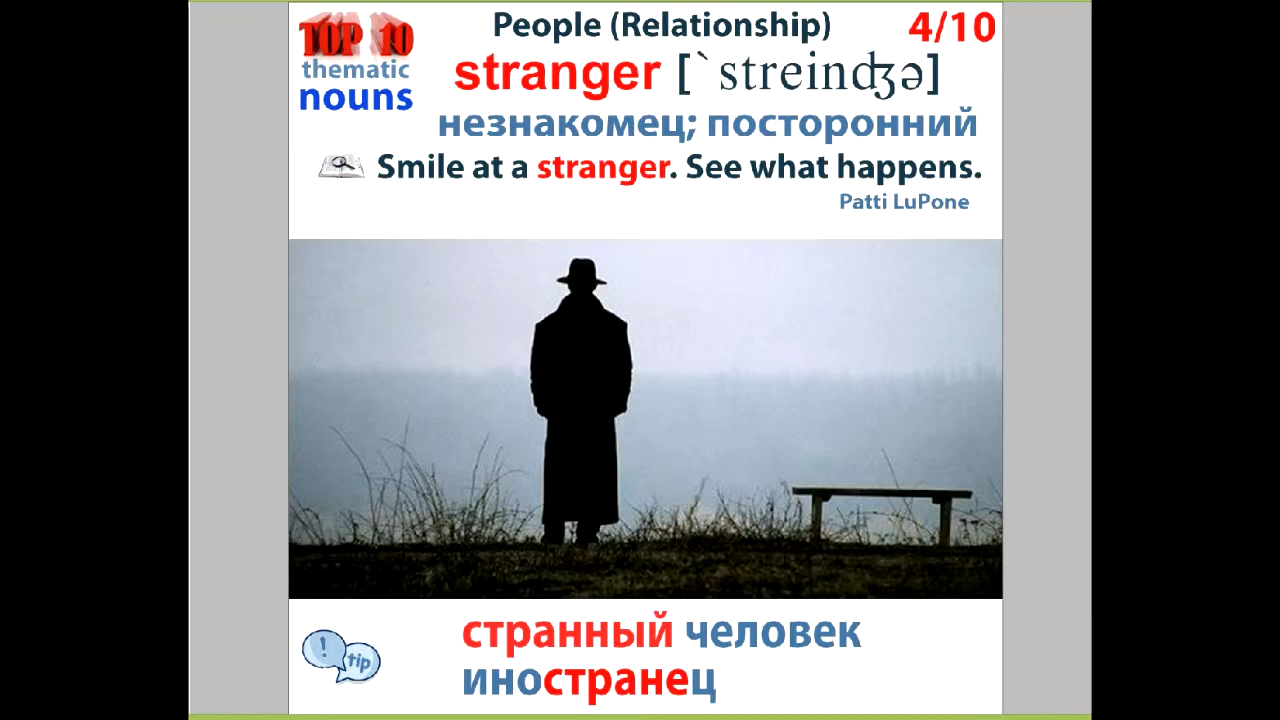 TOP 10
thematic
nouns
People (Relationship)
4/10
stranger [`streinʤə]
незнакомец; посторонний
Smile at a stranger. See what happens.
Patti LuPone
! tip
странный человек
иностранец